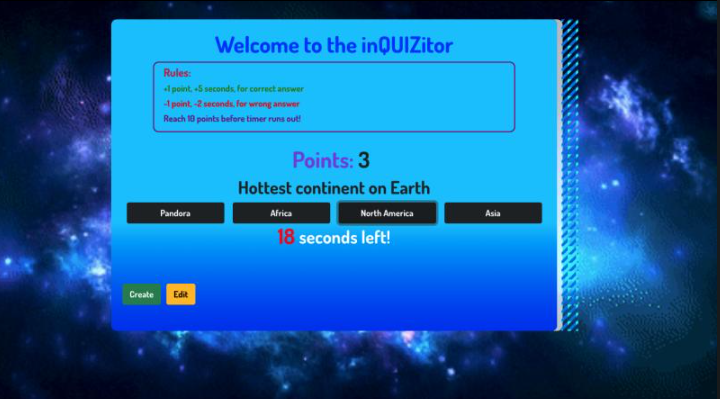 Welcome to the inQUIZitor
Rules:
+1 point, +5 seconds, for correct answer
-1 point, -2 seconds, for wrong answer
Reach 10 points before timer runs out!
Points: 3
Hottest continent on Earth
Pandora Africa North America Asia
18 seconds left!
Create Edit